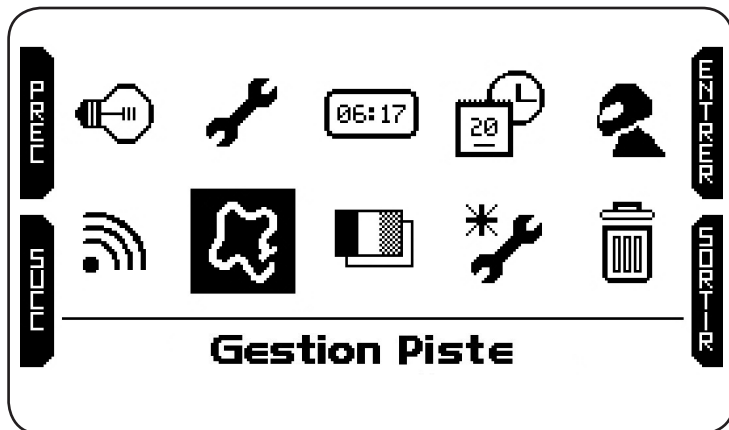 PREC
ENTRER
06:17
20
SUCC
SORTIR
Gestion Piste